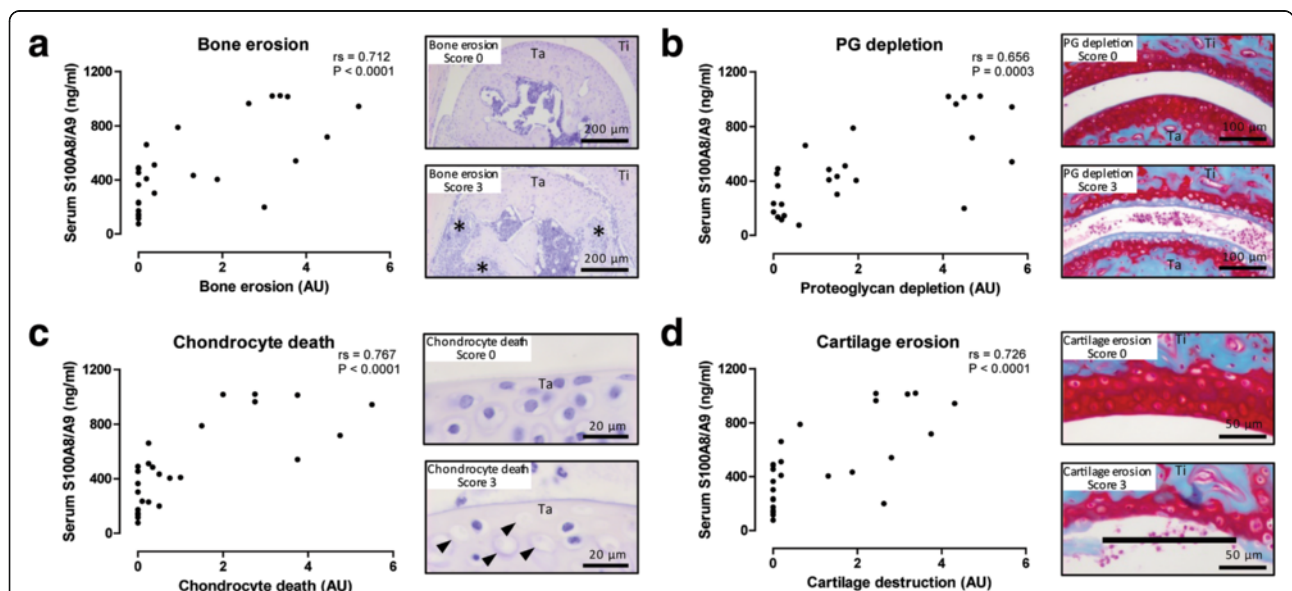 a
Bone erosion
rs = 0.712
P < 0.0001
Serum S100A8/A9 (ng/ml)
1200
800
400
0
0 2 4 6
Bone erosion (AU)
Bone erosion
Score 0
Ta
Ti
200 µm
Bone erosion
Score 3
Ta
Ti
*
*
*
200 µm
b
PG depletion
rs = 0.656
P = 0.0003
Serum S100A8/A9 (ng/ml)
1200
800
400
0
0 2 4 6
Proteoglycan depletion (AU)
PG depletion
Score 0
Ti
Ta
100 µm
PG depletion
Score 3
Ti
Ta
100 µm
c
Chondrocyte death
rs = 0.767
P < 0.0001
Serum S100A8/A9 (ng/ml)
1200
800
400
0
0 2 4 6
Chondrocyte death (AU)
Chondrocyte death
Score 0
Ta
20 µm
Chondrocyte death
Score 3
Ta
20 µm
d
Cartilage erosion
rs = 0.726
P < 0.0001
Serum S100A8/A9 (ng/ml)
1200
800
400
0
0 2 4 6
Cartilage destruction (AU)
Cartilage erosion
Score 0
Ti
50 µm
Cartilage erosion
Score 3
Ti
50 µm